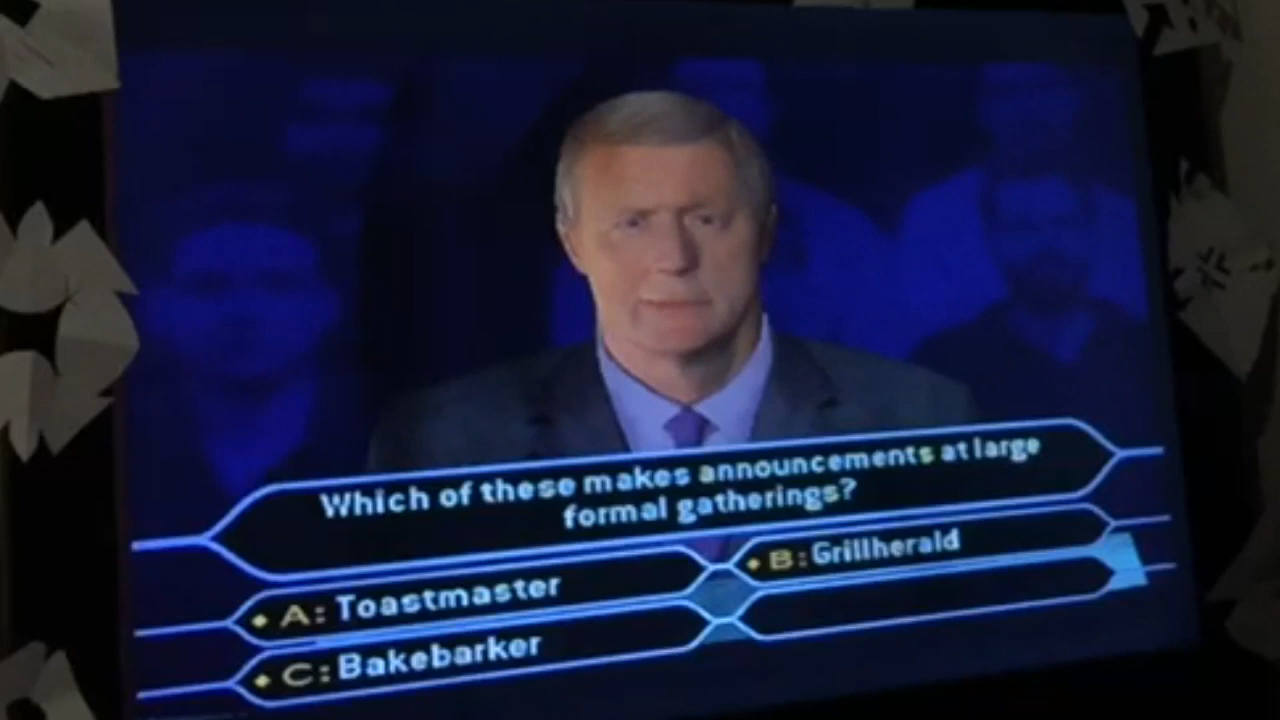 Which of these makes announcements at large
formal gatherings?
A: Toastmaster
B: Grillherald
C: Bakebarker